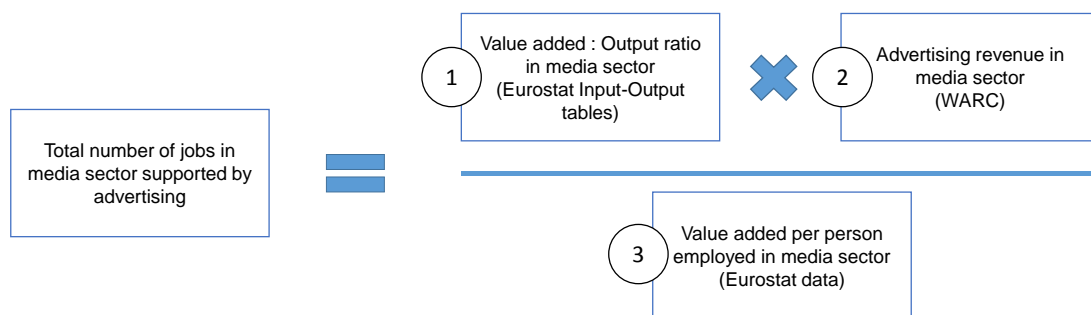 Value added : Output ratio
in media sector
(Eurostat Input-Output
tables)
1
Advertising revenue in
media sector
(WARC)
2
Total number of jobs in
media sector supported by
advertising
Value added per person
employed in media sector
(Eurostat data)
3